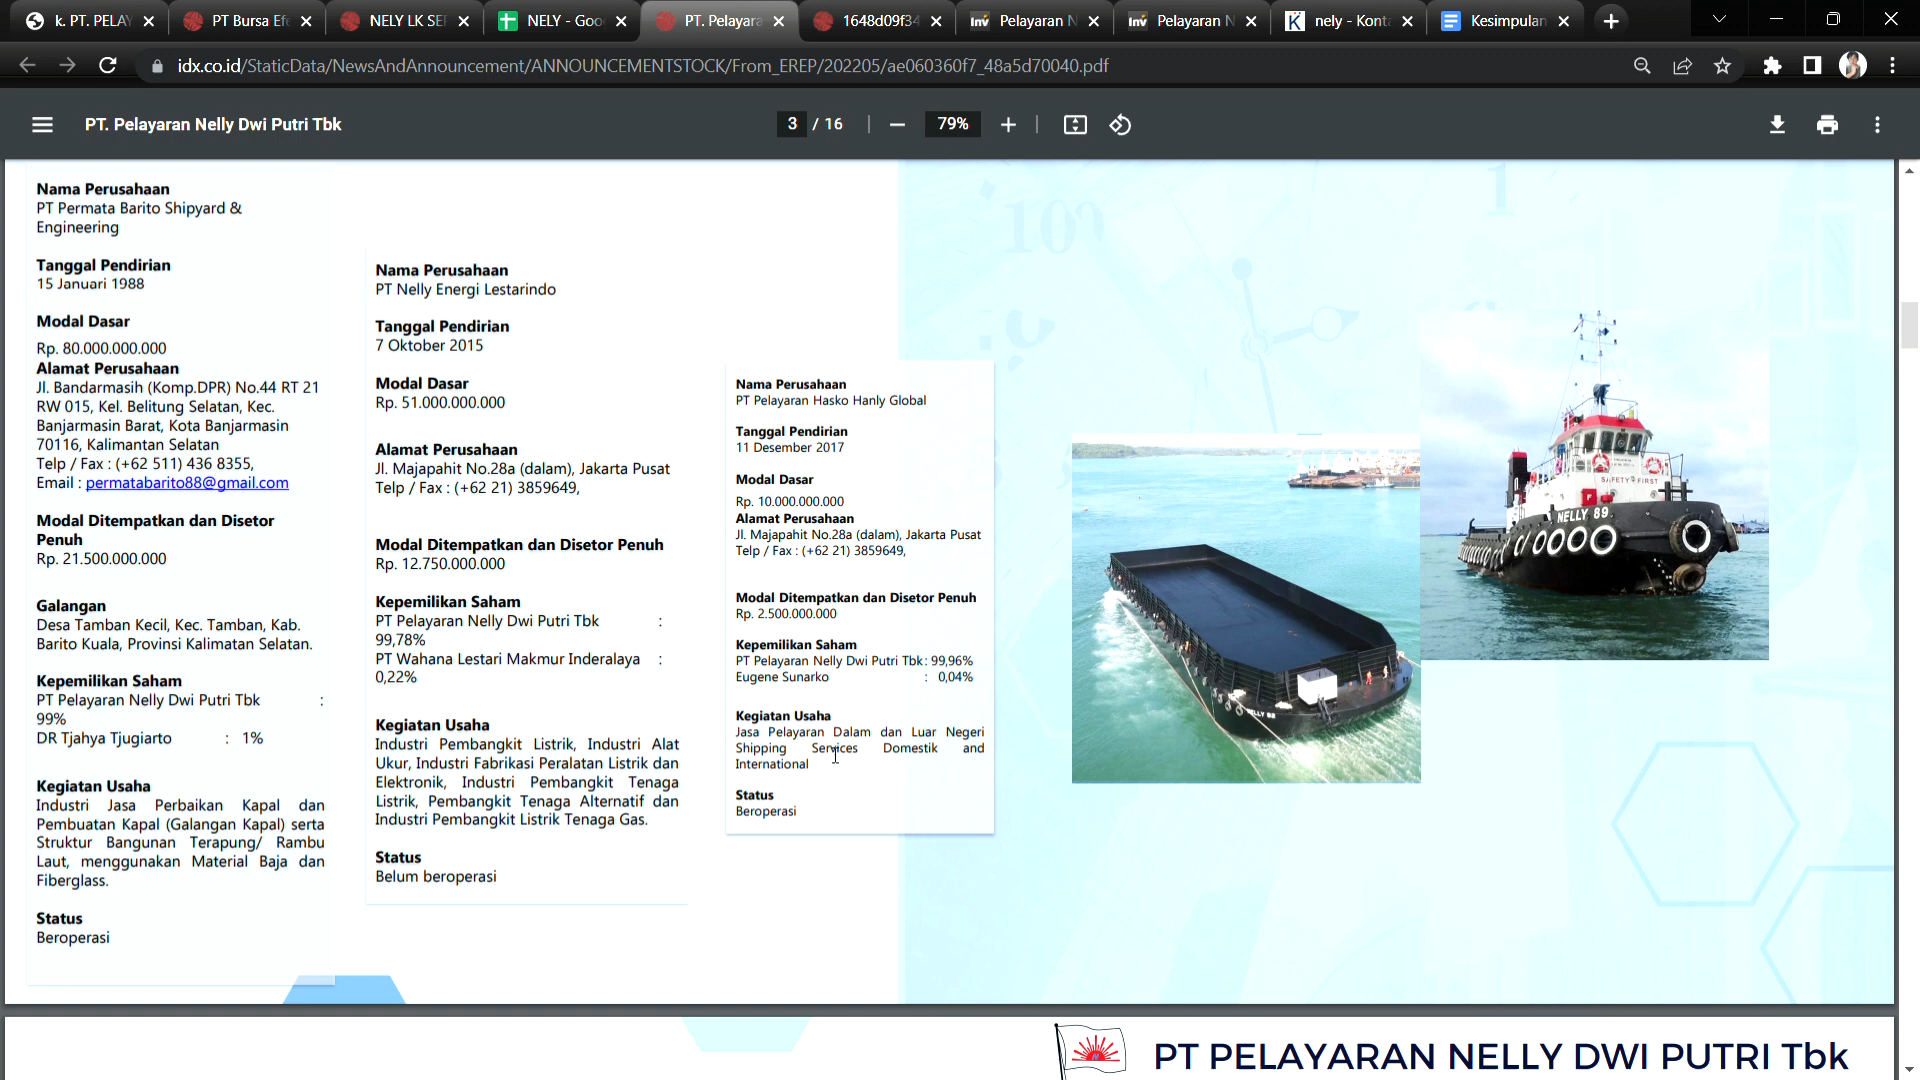 k. PT. PELAY
PT Bursa Efe
NELY LK SE
NELY - Goo
PT. Pelayara
1648d09f34
Pelayaran N
Pelayaran N
nely - Konta
Kesimpulan
idx.co.id/StaticData/NewsAndAnnouncement/ANNOUNCEMENTSTOCK/From_EREP/202205/ae060360f7_48a5d70040.pdf
PT. Pelayaran Nelly Dwi Putri Tbk
3 / 16
79%
Nama Perusahaan
PT Permata Barito Shipyard &
Engineering
Tanggal Pendirian
15 Januari 1988
Modal Dasar
Rp. 80.000.000.000
Alamat Perusahaan
Jl. Bandarmasih (Komp.DPR) No.44 RT 21
RW 015, Kel. Belitung Selatan, Kec.
Banjarmasin Barat, Kota Banjarmasin
70116, Kalimantan Selatan
Telp / Fax : (+62 511) 436 8355,
Email : permatabarito88@gmail.com
Modal Ditempatkan dan Disetor
Penuh
Rp. 21.500.000.000
Galangan
Desa Tamban Kecil, Kec. Tamban, Kab.
Barito Kuala, Provinsi Kalimatan Selatan.
Kepemilikan Saham
PT Pelayaran Nelly Dwi Putri Tbk :
99%
DR Tjahya Tjugiarto : 1%
Kegiatan Usaha
Industri Jasa Perbaikan Kapal dan
Pembuatan Kapal (Galangan Kapal) serta
Struktur Bangunan Terapung/ Rambu
Laut, menggunakan Material Baja dan
Fiberglass.
Status
Beroperasi
Nama Perusahaan
PT Nelly Energi Lestarindo
Tanggal Pendirian
7 Oktober 2015
Modal Dasar
Rp. 51.000.000.000
Alamat Perusahaan
Jl. Majapahit No.28a (dalam), Jakarta Pusat
Telp / Fax : (+62 21) 3859649,
Modal Ditempatkan dan Disetor Penuh
Rp. 12.750.000.000
Kepemilikan Saham
PT Pelayaran Nelly Dwi Putri Tbk :
99,78%
PT Wahana Lestari Makmur Inderalaya :
0,22%
Kegiatan Usaha
Industri Pembangkit Listrik, Industri Alat
Ukur, Industri Fabrikasi Peralatan Listrik dan
Elektronik, Industri Pembangkit Tenaga
Listrik, Pembangkit Tenaga Alternatif dan
Industri Pembangkit Listrik Tenaga Gas.
Status
Belum beroperasi
Nama Perusahaan
PT Pelayaran Hasko Hanly Global
Tanggal Pendirian
11 Desember 2017
Modal Dasar
Rp. 10.000.000.000
Alamat Perusahaan
Jl. Majapahit No.28a (dalam), Jakarta Pusat
Telp / Fax : (+62 21) 3859649,
Modal Ditempatkan dan Disetor Penuh
Rp. 2.500.000.000
Kepemilikan Saham
PT Pelayaran Nelly Dwi Putri Tbk : 99,96%
Eugene Sunarko : 0,04%
Kegiatan Usaha
Jasa Pelayaran Dalam dan Luar Negeri
Shipping Services Domestik and
International
Status
Beroperasi
SAFETY FIRST
NELLY 89
PT PELAYARAN NELLY DWI PUTRI Tbk